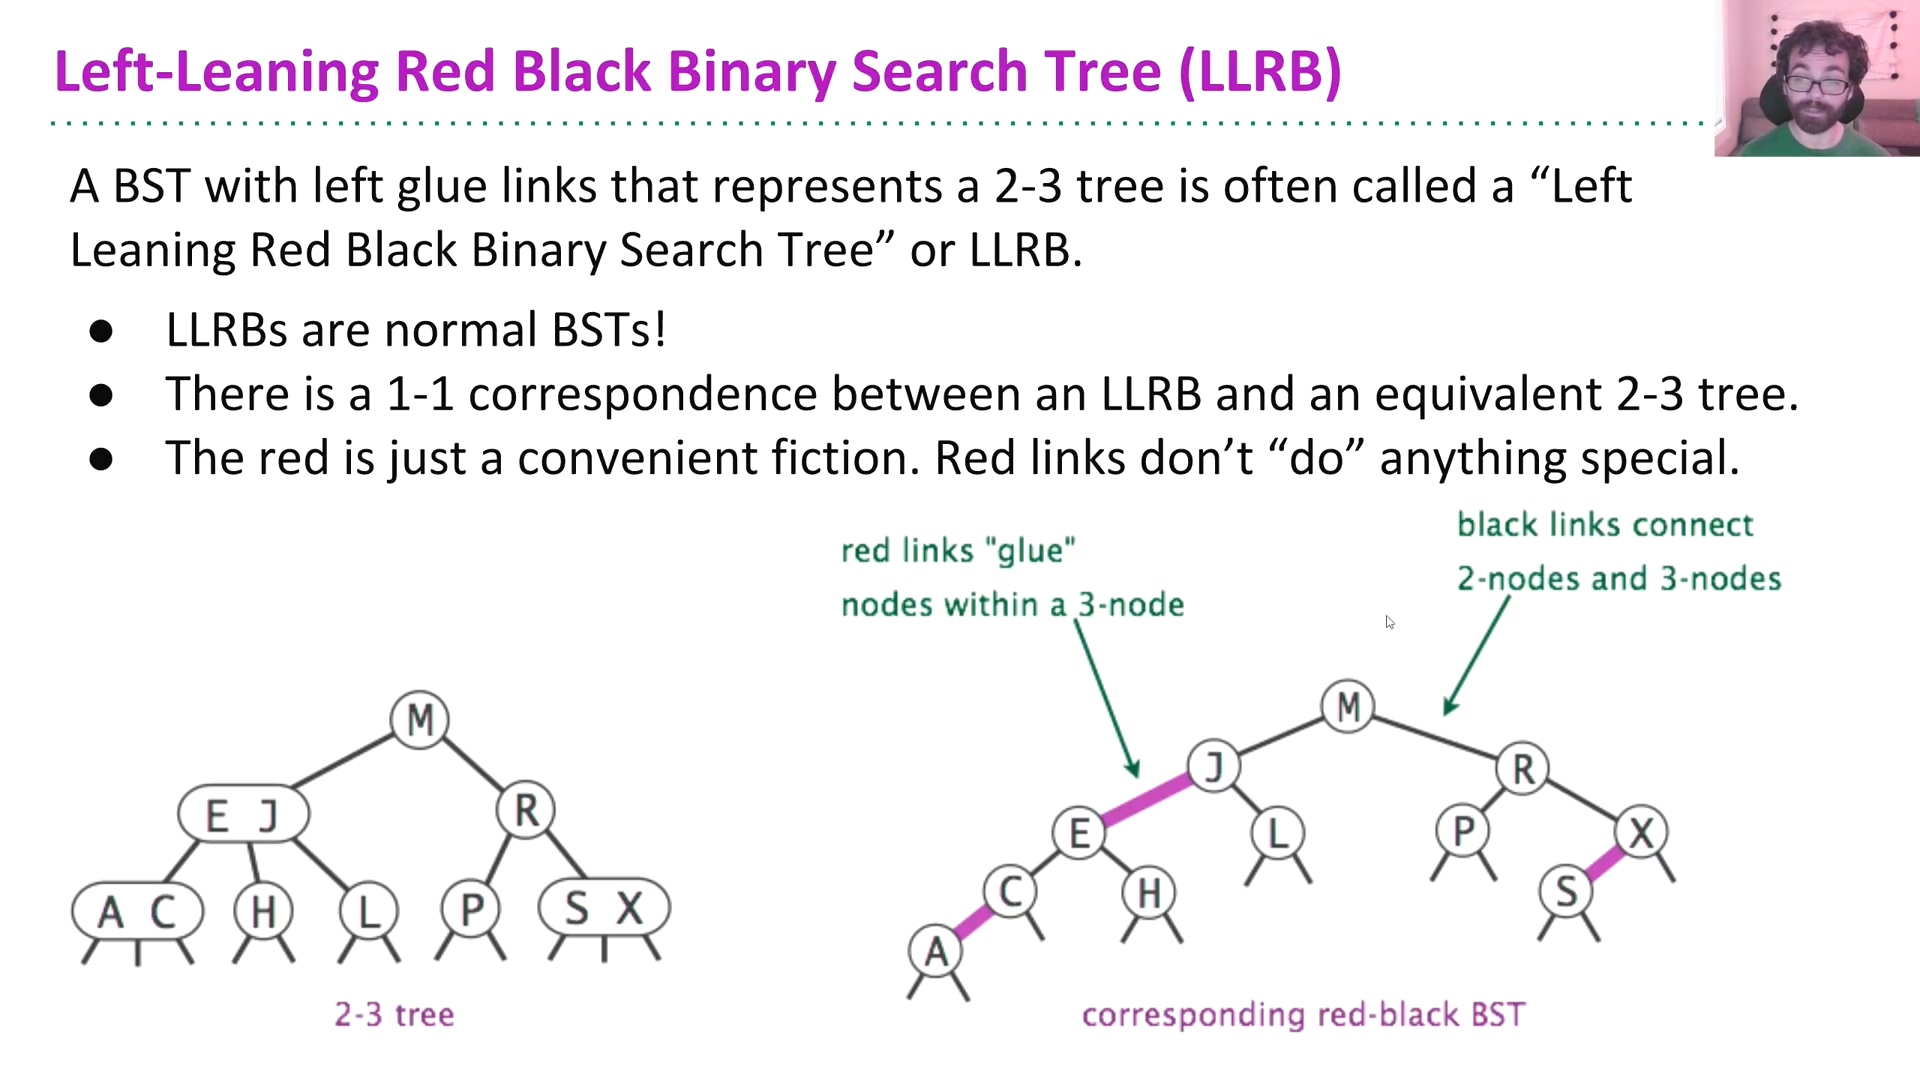 Left-Leaning Red Black Binary Search Tree (LLRB)
A BST with left glue links that represents a 2-3 tree is often called a “Left
Leaning Red Black Binary Search Tree” or LLRB.
● LLRBs are normal BSTs!
● There is a 1-1 correspondence between an LLRB and an equivalent 2-3 tree.
● The red is just a convenient fiction. Red links don’t “do” anything special.
red links "glue"
nodes within a 3-node
black links connect
2-nodes and 3-nodes
M
E J
R
A C
H
L
P
S X
2-3 tree
M
J
R
E
L
P
X
C
H
S
A
corresponding red-black BST